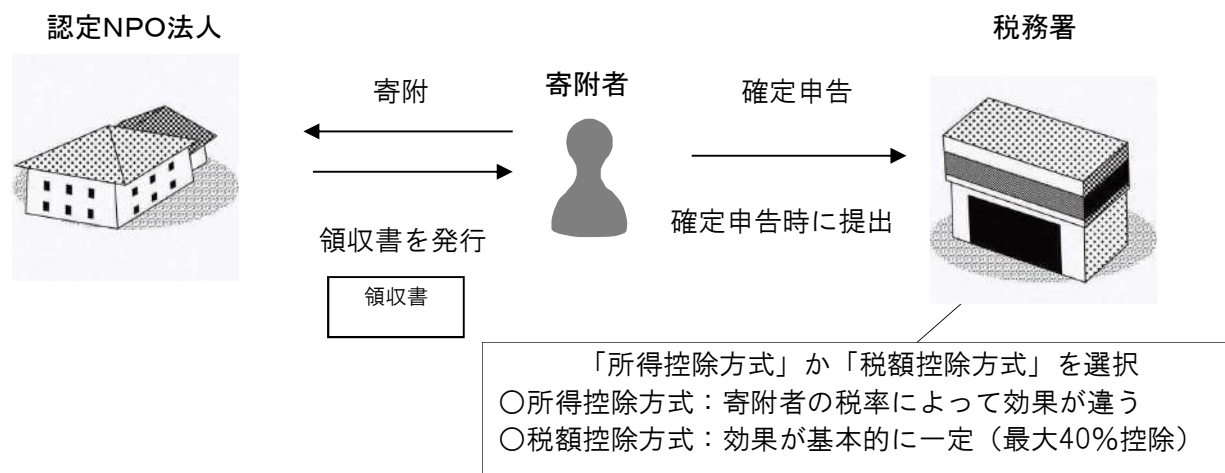 認定NPO法人
税務署
寄附者
寄附
確定申告
領収書を発行
確定申告時に提出
領収書
「所得控除方式」か「税額控除方式」を選択
○所得控除方式：寄附者の税率によって効果が違う
○税額控除方式：効果が基本的に一定（最大40％控除）